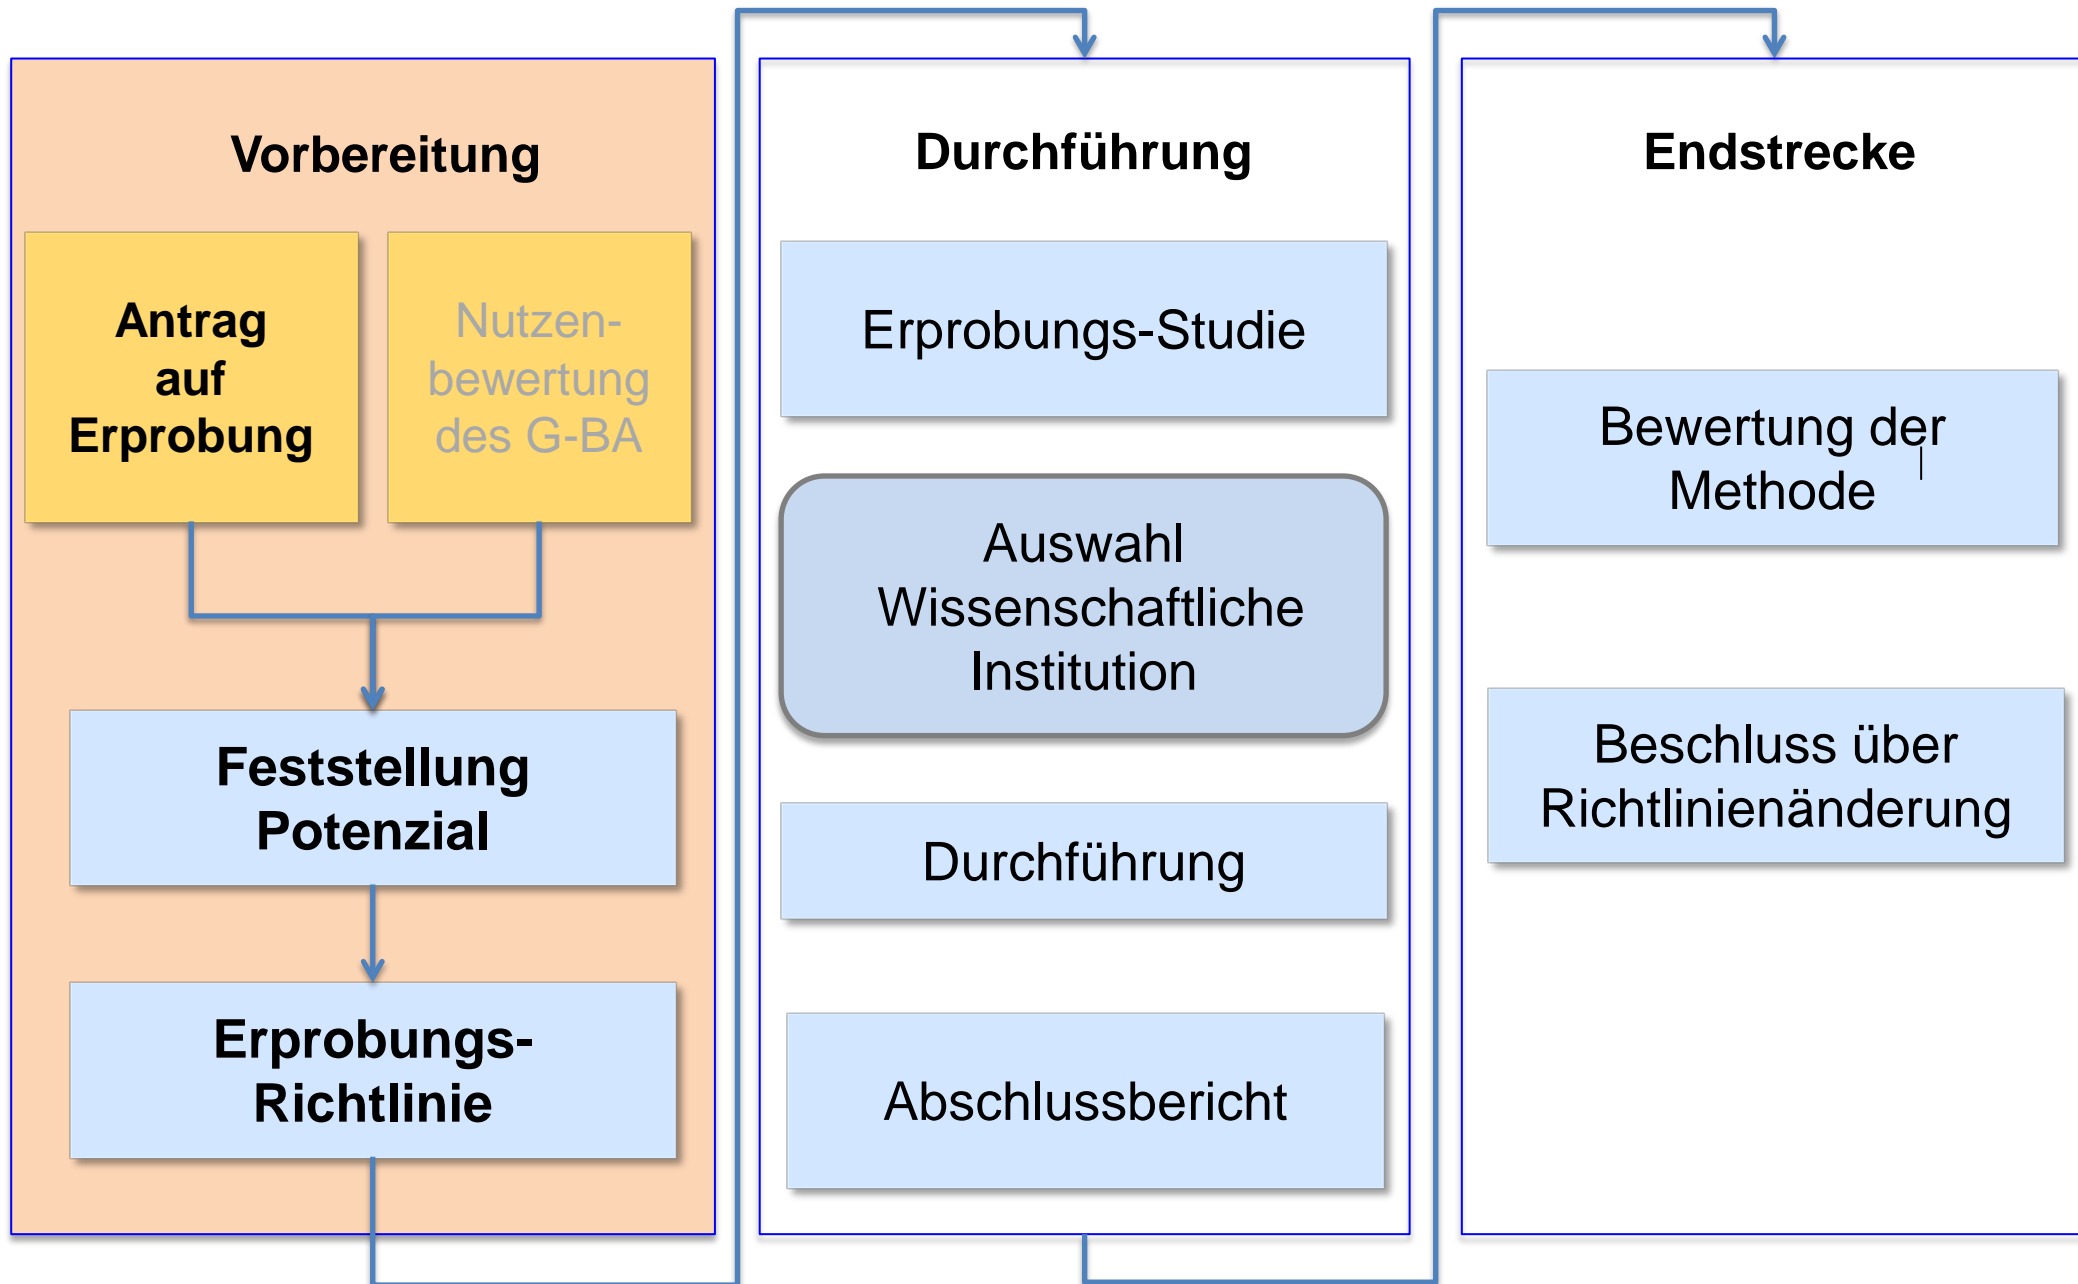 Vorbereitung
Antrag
auf
Erprobung
Nutzen-
bewertung
des G-BA
Feststellung
Potenzial
Erprobungs-
Richtlinie
Durchführung
Erprobungs-Studie
Auswahl
Wissenschaftliche
Institution
Durchführung
Abschlussbericht
Endstrecke
Bewertung der
Methode
Beschluss über
Richtlinienänderung